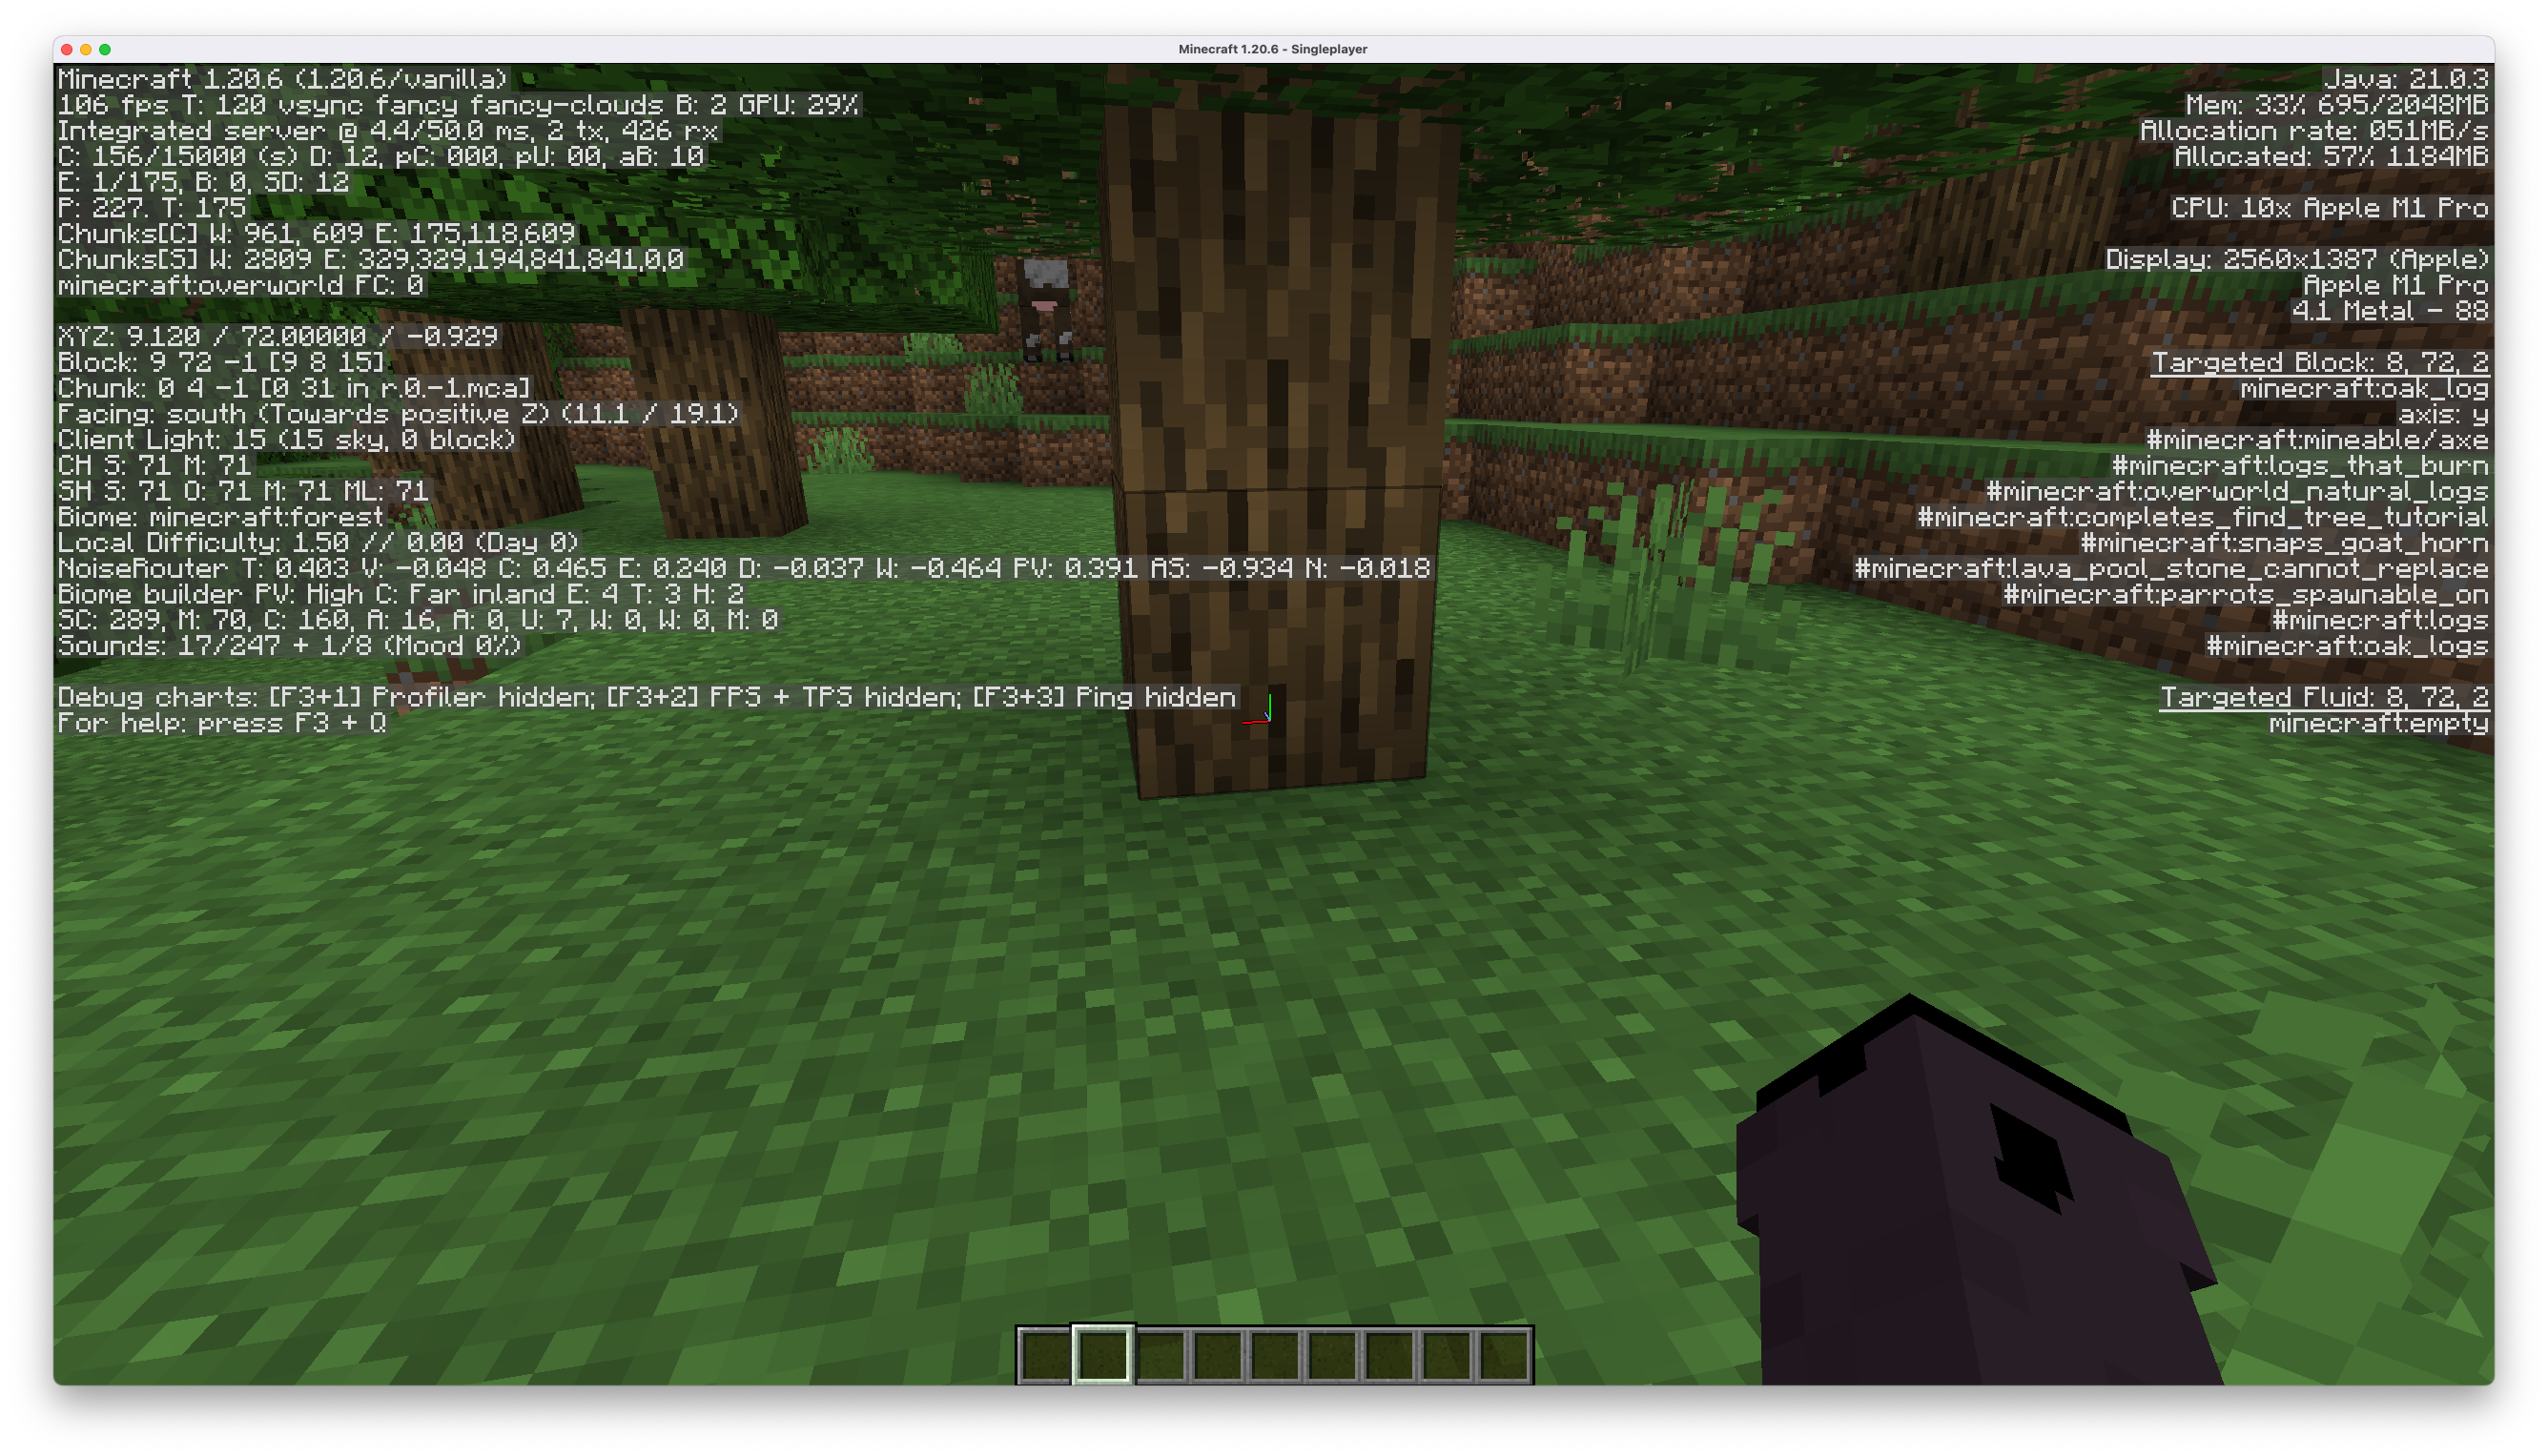 Minecraft 1.20.6 - Singleplayer
Minecraft 1.20.6 (1.20.6/vanilla)
106 fps T: 120 vsync fancy fancy-clouds B: 2 GPU: 29%
Integrated server @ 4.4/50.0 ms, 2 tx, 426 rx
C: 156/15000 (s) D: 12, pC: 000, pU: 00, aB: 10
E: 1/175, B: 0, SD: 12
P: 227. T: 175
Chunks[C] W: 961, 609 E: 175,118,609
Chunks[S] W: 2809 E: 329,329,194,841,841,0,0
minecraft:overworld FC: 0
XYZ: 9.120 / 72.00000 / -0.929
Block: 9 72 -1 [9 8 15]
Chunk: 0 4 -1 [0 31 in r.0.-1.mca]
Facing: south (Towards positive Z) (11.1 / 19.1)
Client Light: 15 (15 sky, 0 block)
CH S: 71 M: 71
SH S: 71 O: 71 M: 71 ML: 71
Biome: minecraft:forest
Local Difficulty: 1.50 // 0.00 (Day 0)
NoiseRouter T: 0.403 V: -0.048 C: 0.465 E: 0.240 D: -0.037 W: -0.464 PV: 0.391 AS: -0.934 N: -0.018
Biome builder PV: High C: Far inland E: 4 T: 3 H: 2
SC: 289, M: 70, C: 160, A: 16, A: 0, U: 7, W: 0, W: 0, M: 0
Sounds: 17/247 + 1/8 (Mood 0%)
Debug charts: [F3+1] Profiler hidden; [F3+2] FPS + TPS hidden; [F3+3] Ping hidden
For help: press F3 + Q
Java: 21.0.3
Mem: 33% 695/2048MB
Allocation rate: 051MB/s
Allocated: 57% 1184MB
CPU: 10x Apple M1 Pro
Display: 2560x1387 (Apple)
Apple M1 Pro
4.1 Metal - 88
Targeted Block: 8, 72, 2
minecraft:oak_log
axis: y
#minecraft:mineable/axe
#minecraft:logs_that_burn
#minecraft:overworld_natural_logs
#minecraft:completes_find_tree_tutorial
#minecraft:snaps_goat_horn
#minecraft:lava_pool_stone_cannot_replace
#minecraft:parrots_spawnable_on
#minecraft:logs
#minecraft:oak_logs
Targeted Fluid: 8, 72, 2
minecraft:empty